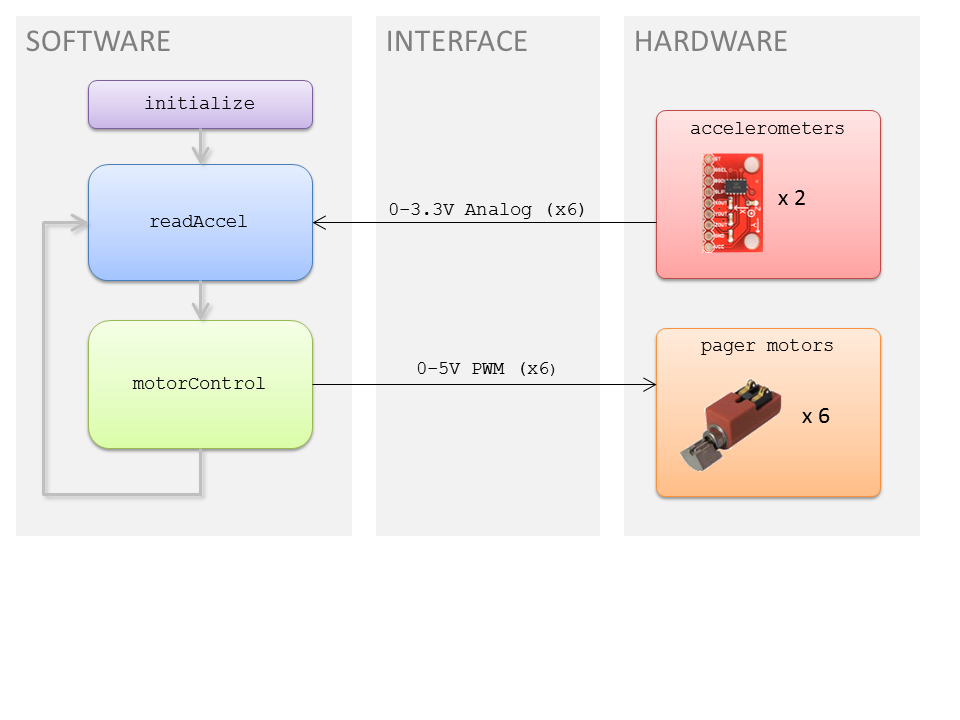 SOFTWARE
INTERFACE
HARDWARE
initialize
accelerometers
x 2
0-3.3V Analog (x6)
readAccel
pager motors
0-5V PWM (x6)
motorControl
x 6